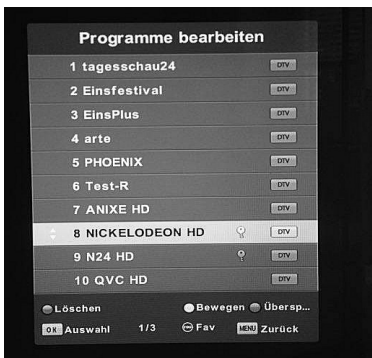 Programme bearbeiten
1 tagesschau24 DTV
2 Einsfestival DTV
3 EinsPlus DTV
4 arte DTV
5 PHOENIX DTV
6 Test-R DTV
7 ANIXE HD DTV
8 NICKELODEON HD DTV
9 N24 HD DTV
10 QVC HD DTV
Löschen Bewegen Übersp...
OK Auswahl 1/3 Fav MENU Zurück